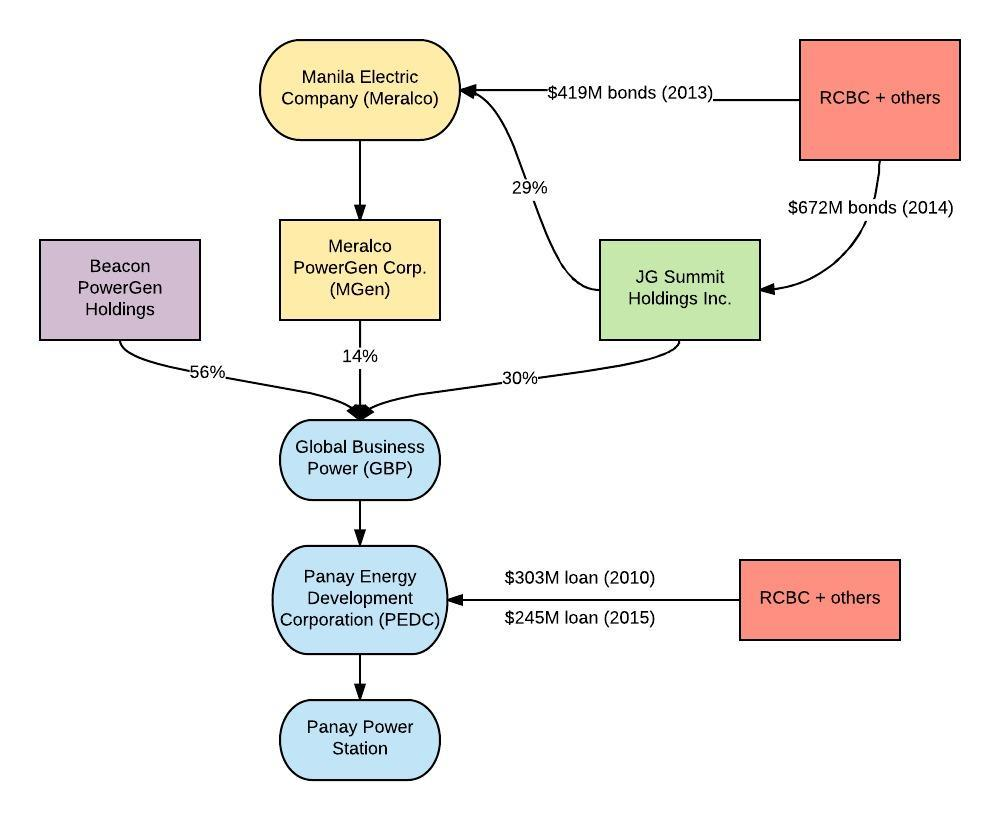 Manila Electric
Company (Meralco)
$419M bonds (2013)
RCBC + others
29%
$672M bonds (2014)
Beacon
PowerGen
Holdings
Meralco
PowerGen Corp.
(MGen)
JG Summit
Holdings Inc.
56%
14%
30%
Global Business
Power (GBP)
Panay Energy
Development
Corporation (PEDC)
$303M loan (2010)
$245M loan (2015)
RCBC + others
Panay Power
Station